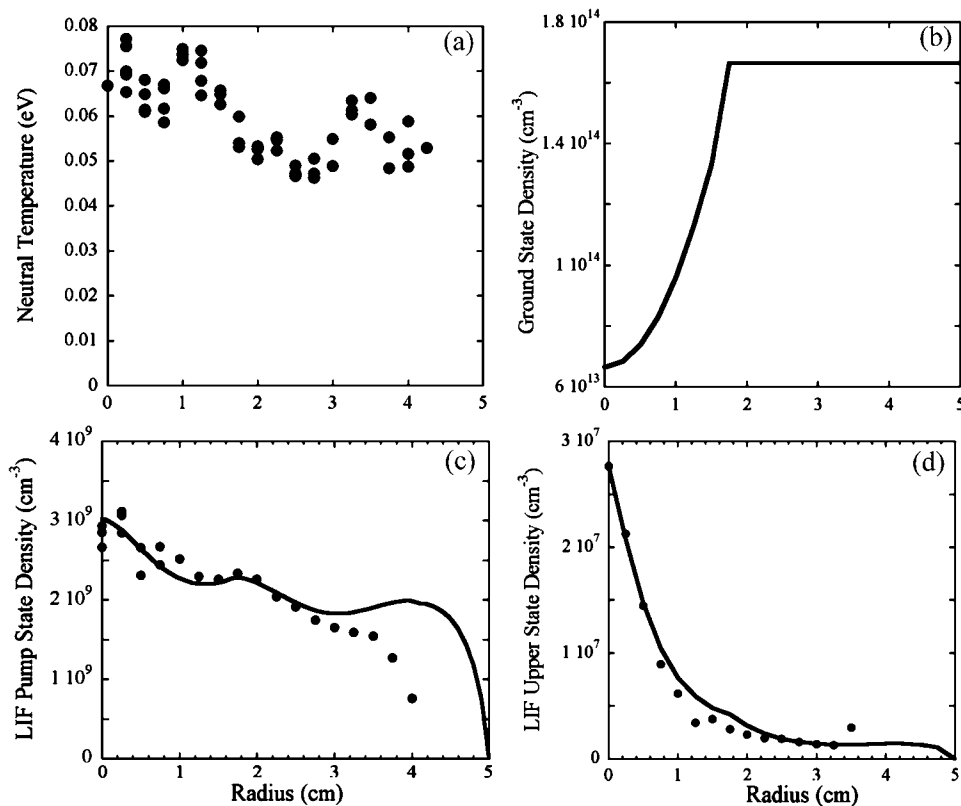 (a)
Neutral Temperature (eV)
0.08
0.07
0.06
0.05
0.04
0.03
0.02
0.01
0
0 1 2 3 4 5
(b)
Ground State Density (cm-3)
1.8 10^14
1.4 10^14
1 10^14
6 10^13
0 1 2 3 4 5
(c)
LIF Pump State Density (cm-3)
4 10^9
3 10^9
2 10^9
1 10^9
0
0 1 2 3 4 5
Radius (cm)
(d)
LIF Upper State Density (cm-3)
3 10^7
2 10^7
1 10^7
0
0 1 2 3 4 5
Radius (cm)